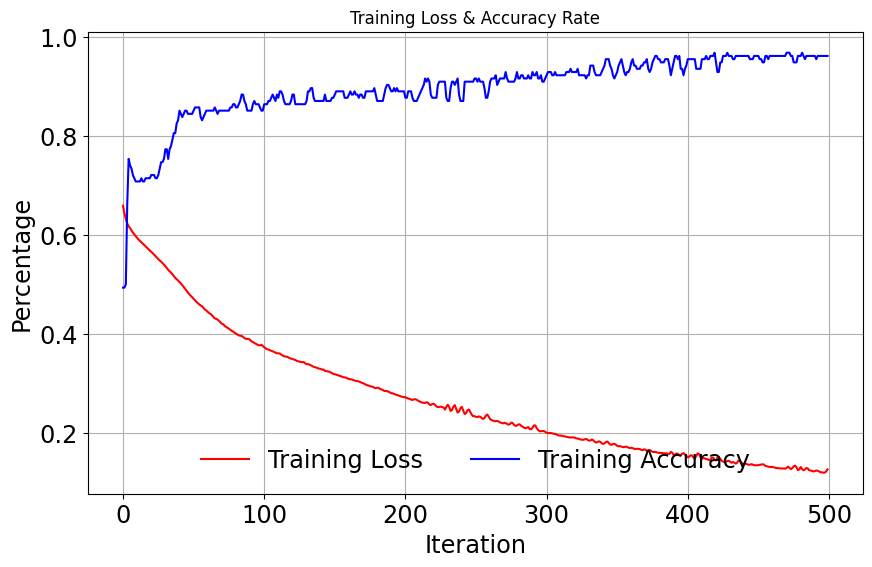 Training Loss & Accuracy Rate
1.0
0.8
0.6
0.4
0.2
Percentage
Training Loss
Training Accuracy
0 100 200 300 400 500
Iteration